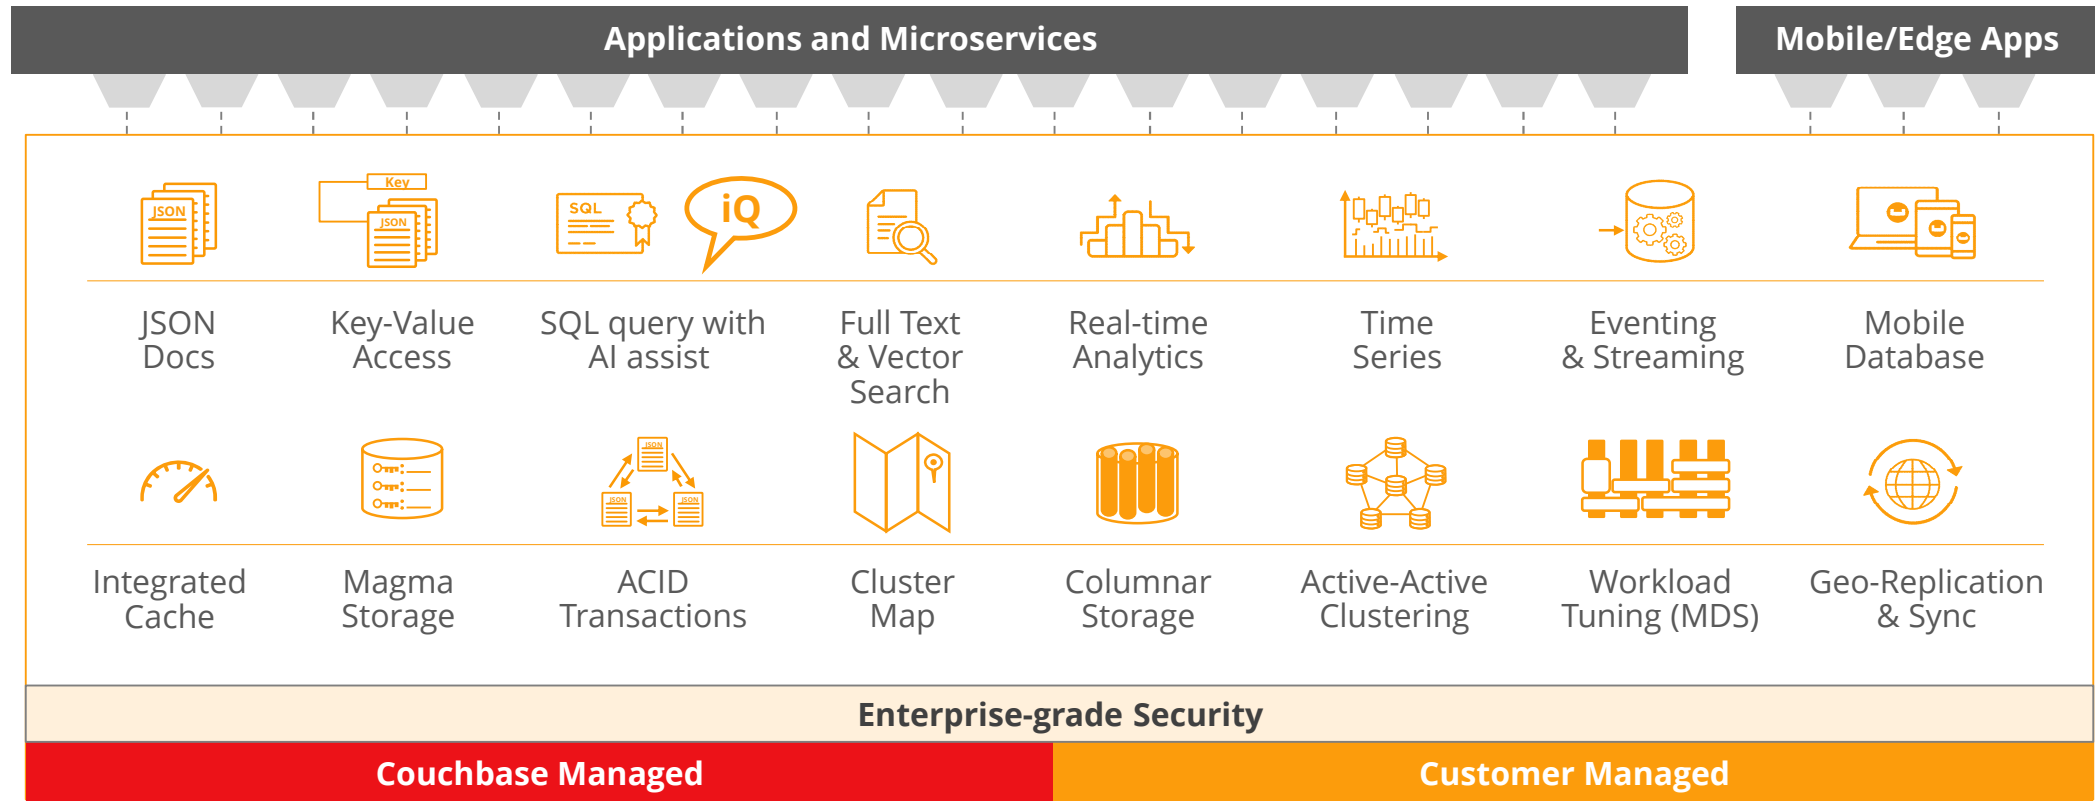 Applications and Microservices
Mobile/Edge Apps
JSON
Key
JSON
SQL
iQ
JSON
Docs
Key-Value
Access
SQL query with
AI assist
Full Text
& Vector
Search
Real-time
Analytics
Time
Series
Eventing
& Streaming
Mobile
Database
JSON
JSON
JSON
Integrated
Cache
Magma
Storage
ACID
Transactions
Cluster
Map
Columnar
Storage
Active-Active
Clustering
Workload
Tuning (MDS)
Geo-Replication
& Sync
Enterprise-grade Security
Couchbase Managed
Customer Managed